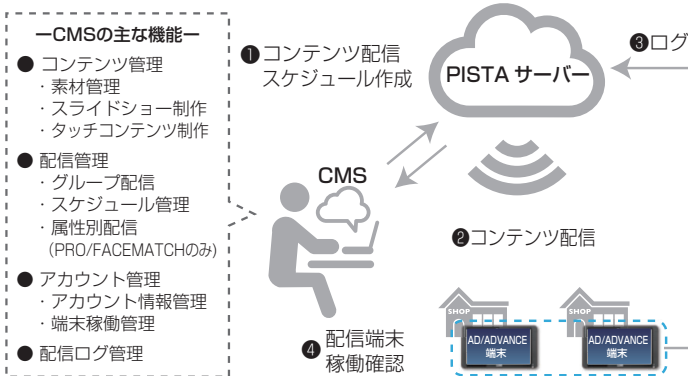 ーCMSの主な機能ー
● コンテンツ管理
・素材管理
・スライドショー制作
・タッチコンテンツ制作
● 配信管理
・グループ配信
・スケジュール管理
・属性別配信
（PRO/FACEMATCHのみ)
● アカウント管理
・アカウント情報管理
・端末稼働管理
● 配信ログ管理
❶コンテンツ配信
スケジュール作成
PISTA サーバー
❸ログ
CMS
❷コンテンツ配信
❹配信端末
稼働確認
SHOP
AD/ADVANCE
端末
SHOP
AD/ADVANCE
端末